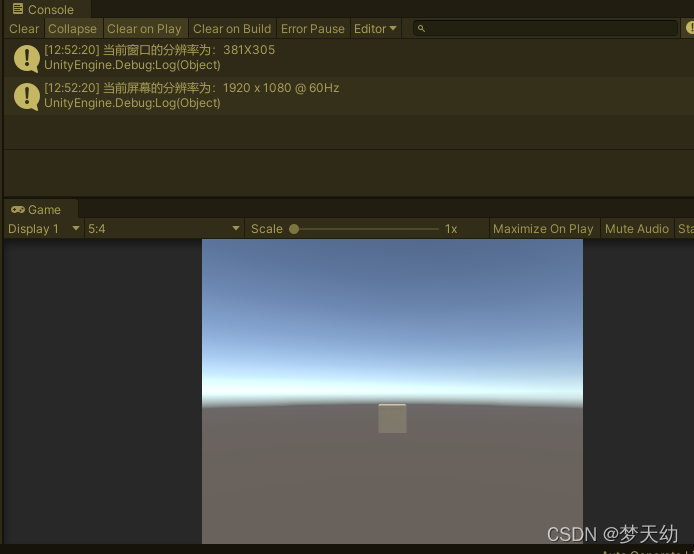 Console
Clear Collapse Clear on Play Clear on Build Error Pause Editor
[12:52:20] 当前窗口的分辨率为：381X305
UnityEngine.Debug:Log(Object)
[12:52:20] 当前屏幕的分辨率为：1920 x 1080 @ 60Hz
UnityEngine.Debug:Log(Object)
Game
Display 1 5:4 Scale 1x Maximize On Play Mute Audio Sta
CSDN @梦天幼